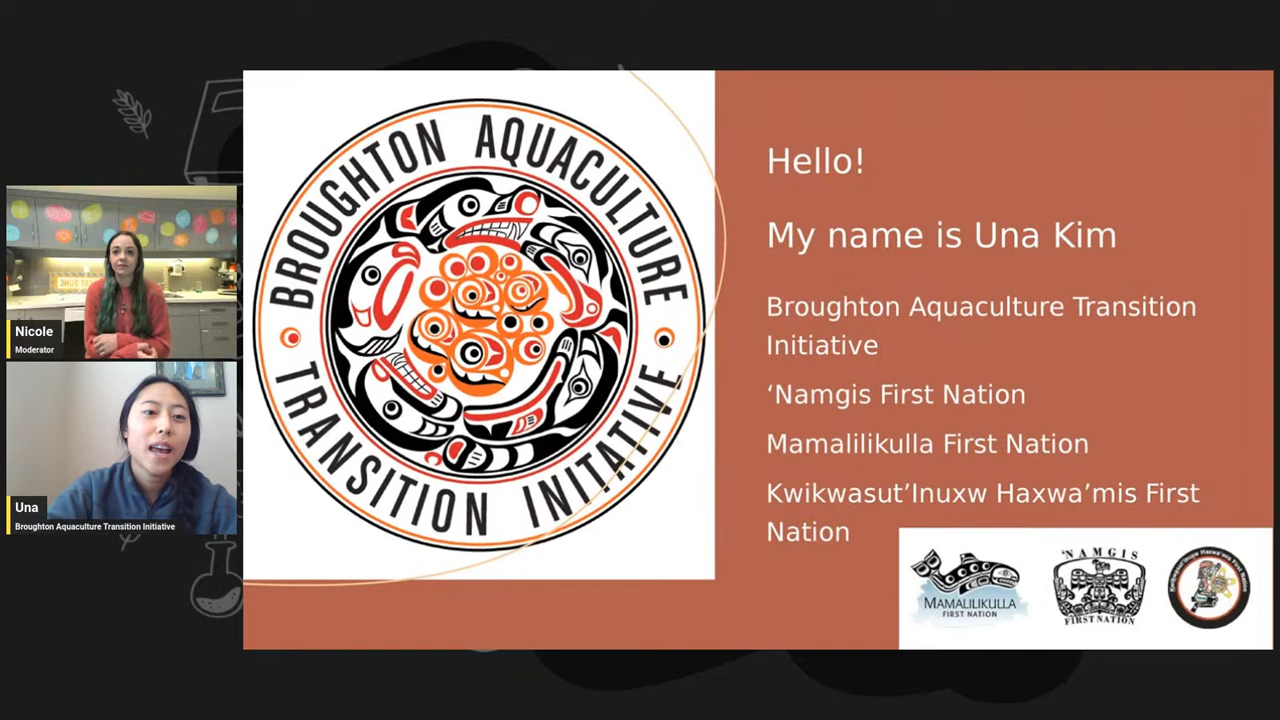 Nicole
Moderator
Una
Broughton Aquaculture Transition Initiative
BROUGHTON AQUACULTURE
TRANSITION INITIATIVE
Hello!
My name is Una Kim
Broughton Aquaculture Transition
Initiative
‘Namgis First Nation
Mamalilikulla First Nation
Kwikwasut’Inuxw Haxwa’mis First
Nation
MAMALILIKULLA
FIRST NATION
'NAMGIS
FIRST NATION